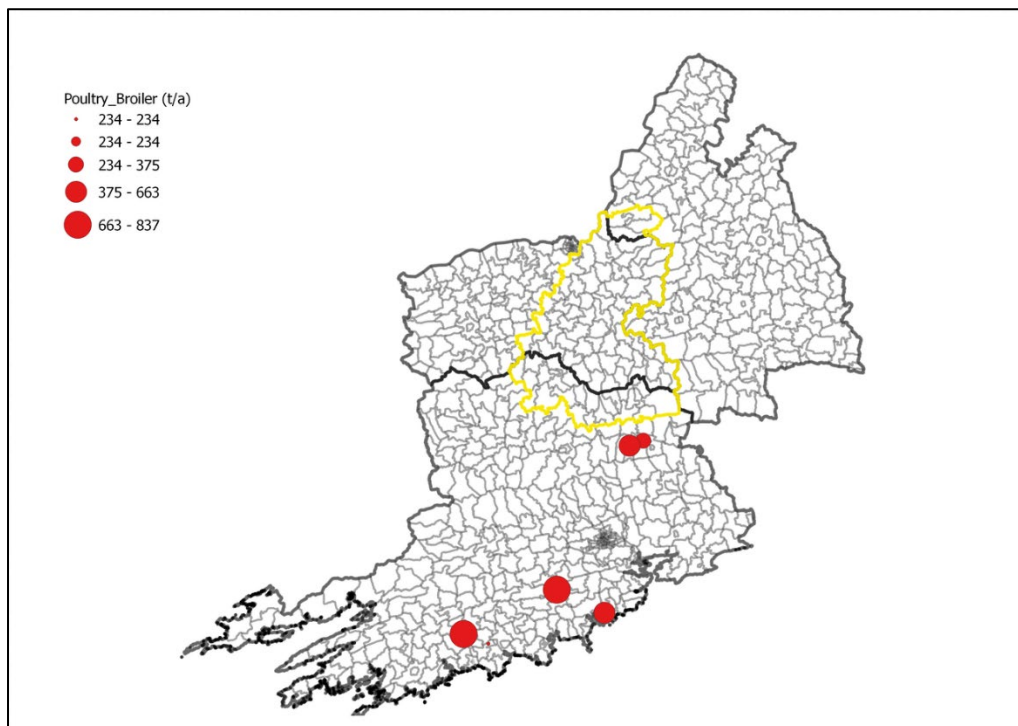 Poultry_Broiler (t/a)
234 - 234
234 - 234
234 - 375
375 - 663
663 - 837